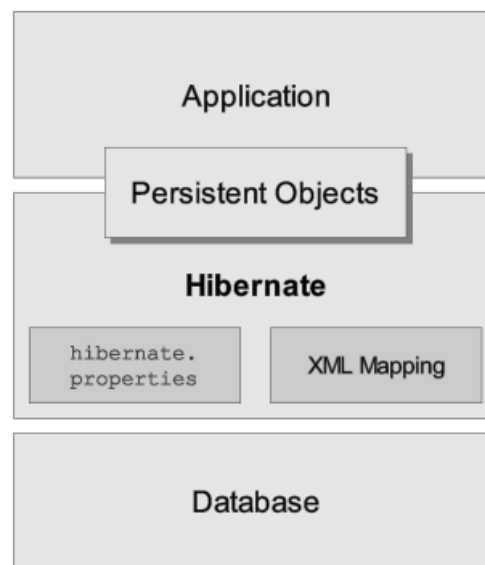 Application
Persistent Objects
Hibernate
hibernate.
properties
XML Mapping
Database